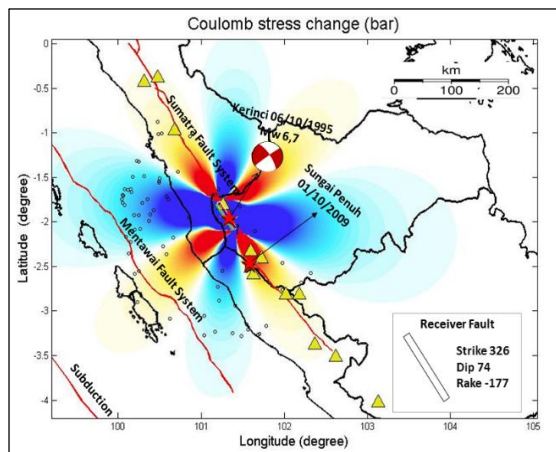 Coulomb stress change (bar)
0
-0.5
-1
-1.5
-2
-2.5
-3
-3.5
-4
Latitude (degree)
km
0 100 200
Kerinci 06/10/1995
Mw 6,7
Sumatra Fault System
Sungai Penuh
01/10/2009
Mentawai Fault System
Subduction
Receiver Fault
Strike 326
Dip 74
Rake -177
100 101 102 103 104 105
Longitude (degree)